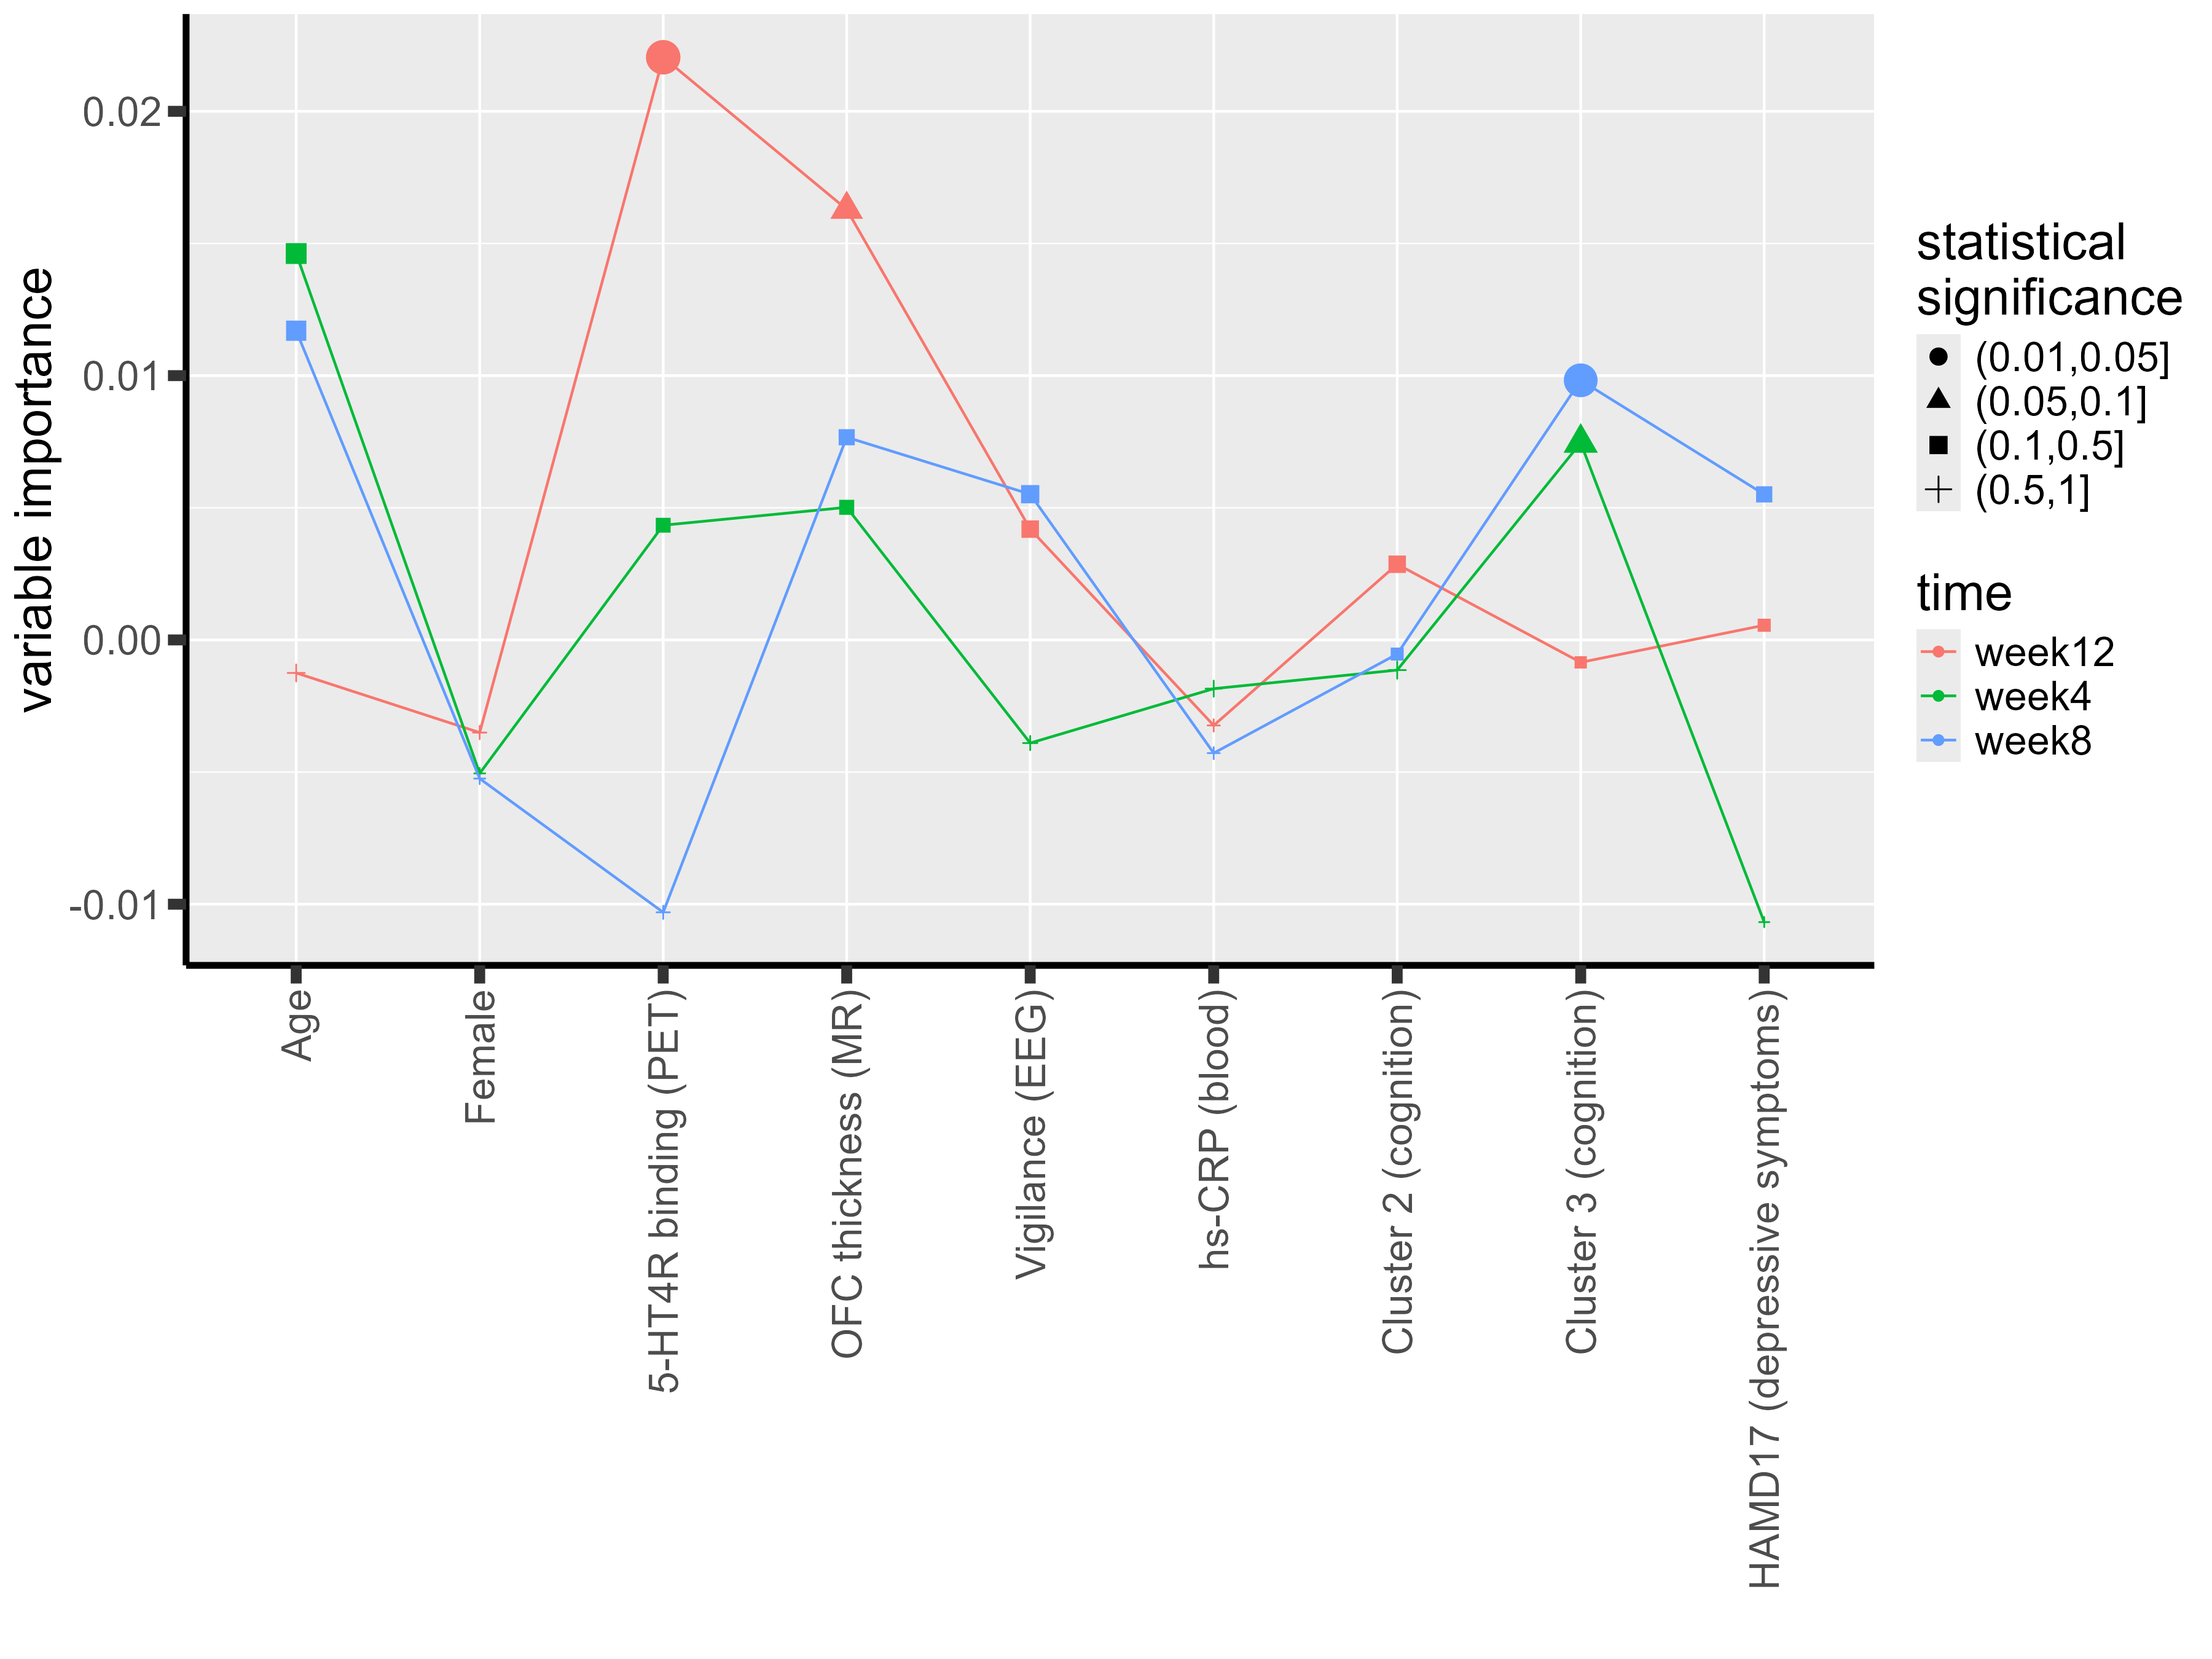 variable importance
0.02
0.01
0.00
-0.01
Age
Female
5-HT4R binding (PET)
OFC thickness (MR)
Vigilance (EEG)
hs-CRP (blood)
Cluster 2 (cognition)
Cluster 3 (cognition)
HAMD17 (depressive symptoms)
statistical
significance
(0.01,0.05]
(0.05,0.1]
(0.1,0.5]
(0.5,1]
time
week12
week4
week8